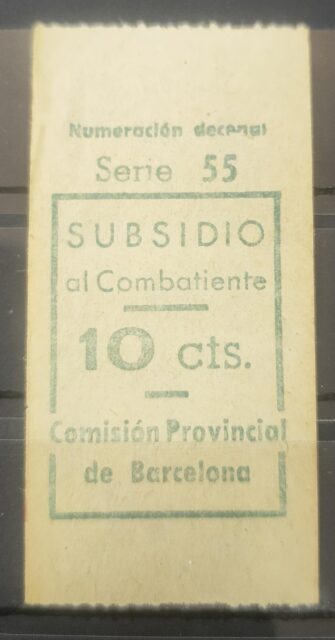 Numeración decenal
Serie 55
SUBSIDIO
al Combatiente
10 cts.
Comisión Provincial
de Barcelona